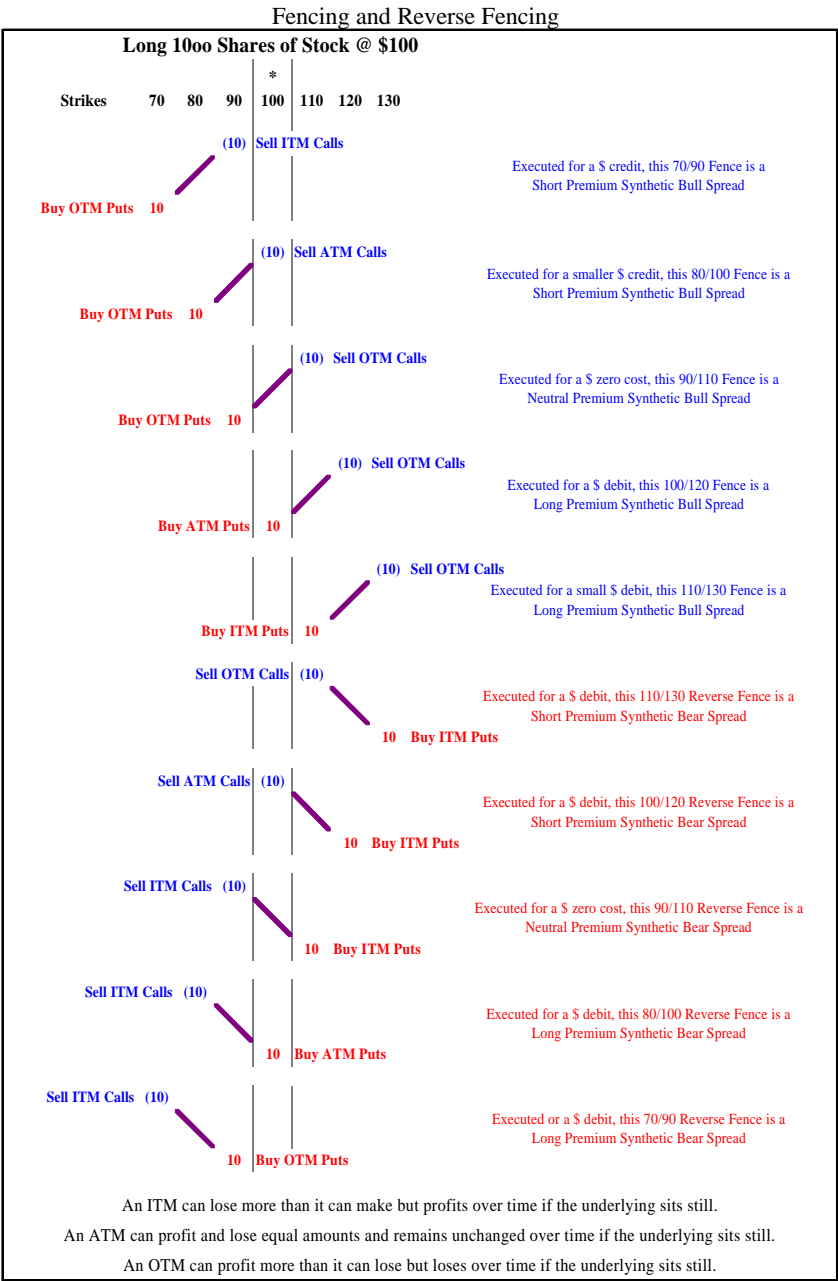 Fencing and Reverse Fencing
Long 10oo Shares of Stock @ $100
*
Strikes 70 80 90 100 110 120 130
(10) Sell ITM Calls
Executed for a $ credit, this 70/90 Fence is a
Short Premium Synthetic Bull Spread
Buy OTM Puts 10
(10) Sell ATM Calls
Executed for a smaller $ credit, this 80/100 Fence is a
Short Premium Synthetic Bull Spread
Buy OTM Puts 10
(10) Sell OTM Calls
Executed for a $ zero cost, this 90/110 Fence is a
Neutral Premium Synthetic Bull Spread
Buy OTM Puts 10
(10) Sell OTM Calls
Executed for a $ debit, this 100/120 Fence is a
Long Premium Synthetic Bull Spread
Buy ATM Puts 10
(10) Sell OTM Calls
Executed for a small $ debit, this 110/130 Fence is a
Long Premium Synthetic Bull Spread
Buy ITM Puts 10
Sell OTM Calls (10)
Executed for a $ debit, this 110/130 Reverse Fence is a
Short Premium Synthetic Bear Spread
10 Buy ITM Puts
Sell ATM Calls (10)
Executed for a $ debit, this 100/120 Reverse Fence is a
Short Premium Synthetic Bear Spread
10 Buy ITM Puts
Sell ITM Calls (10)
Executed for a $ zero cost, this 90/110 Reverse Fence is a
Neutral Premium Synthetic Bear Spread
10 Buy ITM Puts
Sell ITM Calls (10)
Executed for a $ debit, this 80/100 Reverse Fence is a
Long Premium Synthetic Bear Spread
10 Buy ATM Puts
Sell ITM Calls (10)
Executed or a $ debit, this 70/90 Reverse Fence is a
Long Premium Synthetic Bear Spread
10 Buy OTM Puts
An ITM can lose more than it can make but profits over time if the underlying sits still.
An ATM can profit and lose equal amounts and remains unchanged over time if the underlying sits still.
An OTM can profit more than it can lose but loses over time if the underlying sits still.